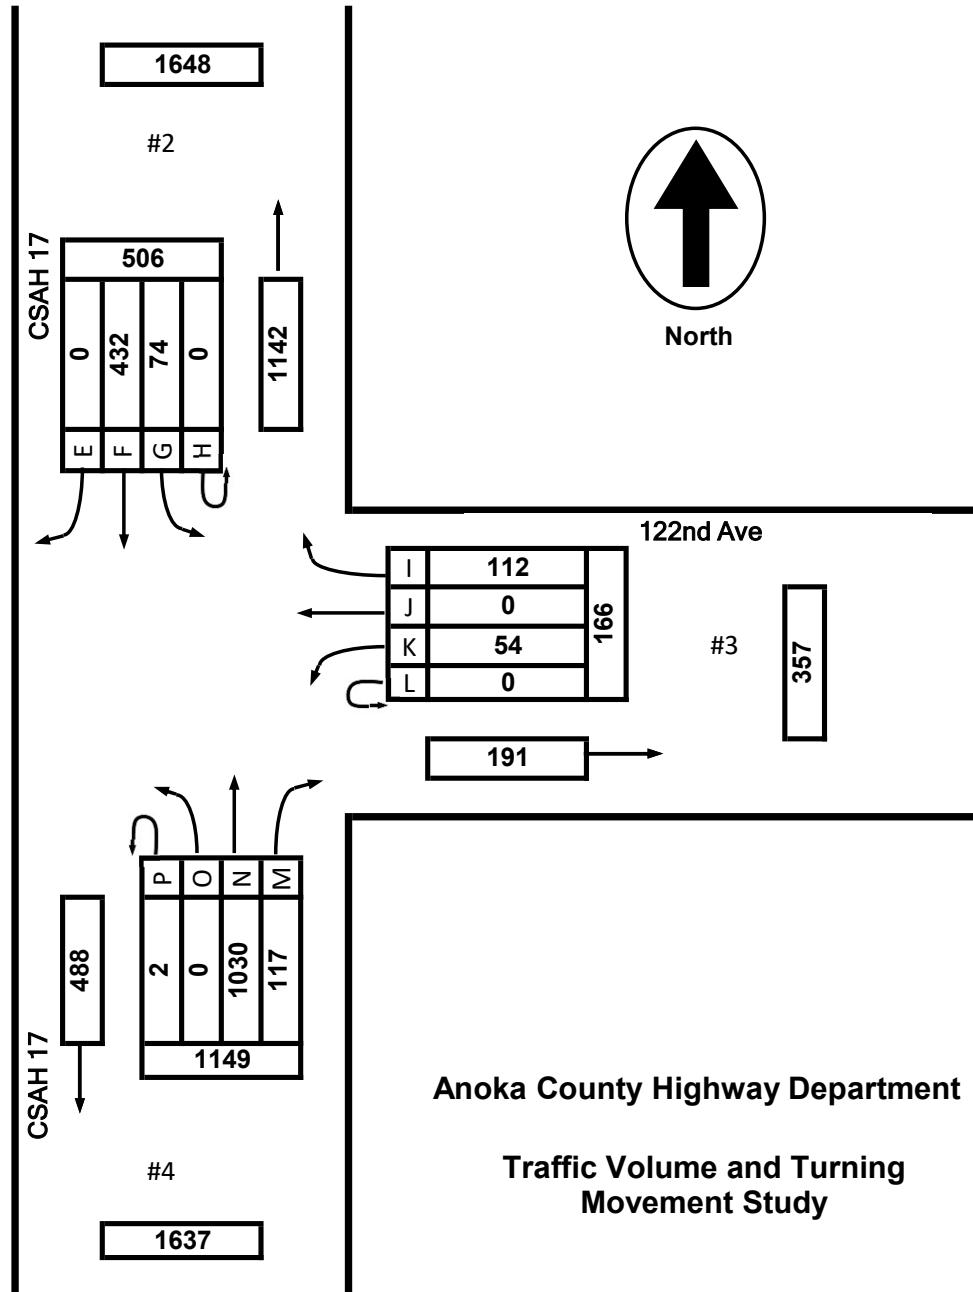 1648
#2
CSAH 17
506
0
432
74
0
E
F
G
H
1142
North
122nd Ave
I
112
J
0
K
54
L
0
166
#3
357
191
P
O
N
M
2
0
1030
117
1149
488
CSAH 17
#4
1637
Anoka County Highway Department
Traffic Volume and Turning
Movement Study